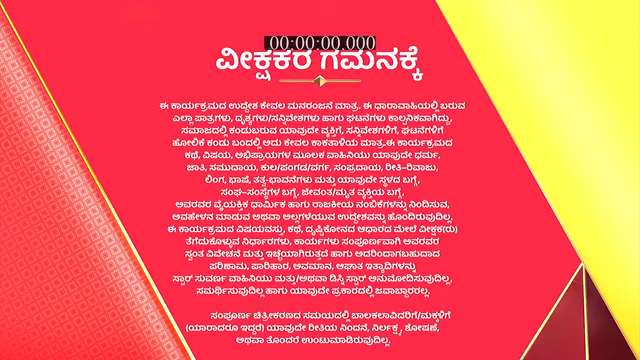 00:00:00.000
ವೀಕ್ಷಕರ ಗಮನಕ್ಕೆ
ಈ ಕಾರ್ಯಕ್ರಮದ ಉದ್ದೇಶ ಕೇವಲ ಮನರಂಜನೆ ಮಾತ್ರ. ಈ ಧಾರಾವಾಹಿಯಲ್ಲಿ ಬರುವ
ಎಲ್ಲಾ ಪಾತ್ರಗಳು, ದೃಶ್ಯಗಳು/ಸನ್ನಿವೇಶಗಳು ಹಾಗು ಘಟನೆಗಳು ಕಾಲ್ಪನಿಕವಾಗಿದ್ದು,
ಸಮಾಜದಲ್ಲಿ ಕಂಡುಬರುವ ಯಾವುದೇ ವ್ಯಕ್ತಿಗೆ, ಸನ್ನಿವೇಶಗಳಿಗೆ, ಘಟನೆಗಳಿಗೆ
ಹೋಲಿಕೆ ಕಂಡು ಬಂದಲ್ಲಿ ಅದು ಕೇವಲ ಕಾಕತಾಳಿಯ ಮಾತ್ರ.ಈ ಕಾರ್ಯಕ್ರಮದ
ಕಥೆ, ವಿಷಯ, ಅಭಿಪ್ರಾಯಗಳ ಮೂಲಕ ವಾಹಿನಿಯು ಯಾವುದೇ ಧರ್ಮ,
ಜಾತಿ, ಸಮುದಾಯ, ಕುಲ/ಪಂಗಡ/ವರ್ಗ, ಸಂಪ್ರದಾಯ, ರೀತಿ-ರಿವಾಜು,
ಲಿಂಗ, ಭಾಷೆ, ತತ್ವ-ಭಾವನೆಗಳು ಮತ್ತು ಯಾವುದೇ ಸ್ಥಳದ ಬಗ್ಗೆ,
ಸಂಘ-ಸಂಸ್ಥೆಗಳ ಬಗ್ಗೆ, ಜೀವಂತ/ಮೃತ ವ್ಯಕ್ತಿಯ ಬಗ್ಗೆ,
ಅವರವರ ವೈಯಕ್ತಿಕ ಧಾರ್ಮಿಕ ಹಾಗು ರಾಜಕೀಯ ನಂಬಿಕೆಗಳನ್ನು ನಿಂದಿಸುವ,
ಅವಹೇಳನ ಮಾಡುವ ಅಥವಾ ಅಲ್ಲಗಳೆಯುವ ಉದ್ದೇಶವನ್ನು ಹೊಂದಿರುವುದಿಲ್ಲ.
ಈ ಕಾರ್ಯಕ್ರಮದ ವಿಷಯವಸ್ತು, ಕಥೆ, ದೃಷ್ಟಿಕೋನದ ಆಧಾರದ ಮೇಲೆ ವೀಕ್ಷಕ(ರು)
ತೆಗೆದುಕೊಳ್ಳುವ ನಿರ್ಧಾರಗಳು, ಕಾರ್ಯಗಳು ಸಂಪೂರ್ಣವಾಗಿ ಅವರವರ
ಸ್ವಂತ ವಿವೇಚನೆ ಮತ್ತು ಇಚ್ಛೆಯಾಗಿರುತ್ತದೆ ಹಾಗು ಅದರಿಂದಾಗಬಹುದಾದ
ಪರಿಣಾಮ, ಪಾರಿಹಾರ, ಅವಮಾನ, ಆಘಾತ ಇತ್ಯಾದಿಗಳನ್ನು
ಸ್ಟಾರ್ ಸುವರ್ಣ ವಾಹಿನಿಯು ಮತ್ತು/ಅಥವಾ ಡಿಸ್ನಿ ಸ್ಟಾರ್ ಅನುಮೋದಿಸುವುದಿಲ್ಲ,
ಸಮರ್ಥಿಸುವುದಿಲ್ಲ ಹಾಗು ಯಾವುದೇ ಪ್ರಕಾರದಲ್ಲಿ ಜವಾಬ್ದಾರರಲ್ಲ.
ಸಂಪೂರ್ಣ ಚಿತ್ರೀಕರಣದ ಸಮಯದಲ್ಲಿ ಬಾಲಕಲಾವಿದರಿಗೆ/ಮಕ್ಕಳಿಗೆ
(ಯಾರಾದರೂ ಇದ್ದರೆ) ಯಾವುದೇ ರೀತಿಯ ನಿಂದನೆ, ನಿರ್ಲಕ್ಷ್ಯ, ಶೋಷಣೆ,
ಅಥವಾ ತೊಂದರೆ ಉಂಟುಮಾಡಿರುವುದಿಲ್ಲ.